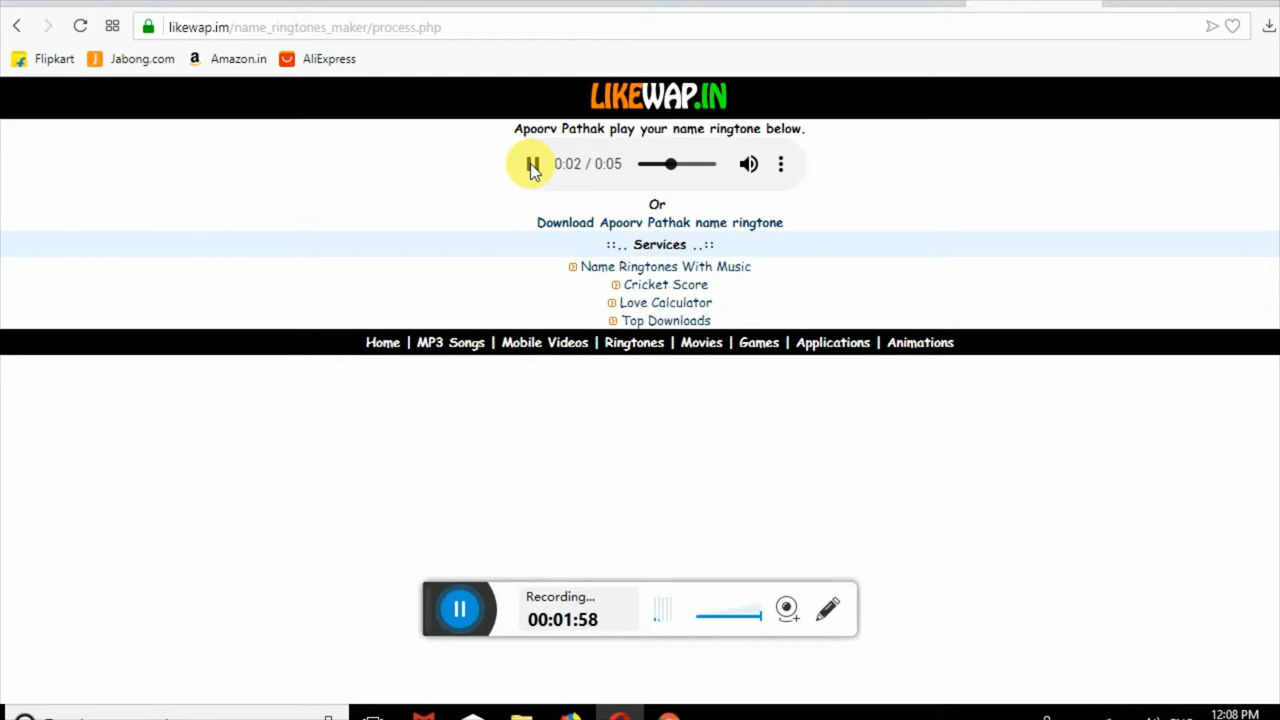 likewap.im/name_ringtones_maker/process.php
Flipkart Jabong.com Amazon.in AliExpress
LIKEWAP.IN
Apoorv Pathak play your name ringtone below.
0:02 / 0:05
Or
Download Apoorv Pathak name ringtone
::.. Services ..::
Name Ringtones With Music
Cricket Score
Love Calculator
Top Downloads
Home | MP3 Songs | Mobile Videos | Ringtones | Movies | Games | Applications | Animations
Recording...
00:01:58
12:08 PM